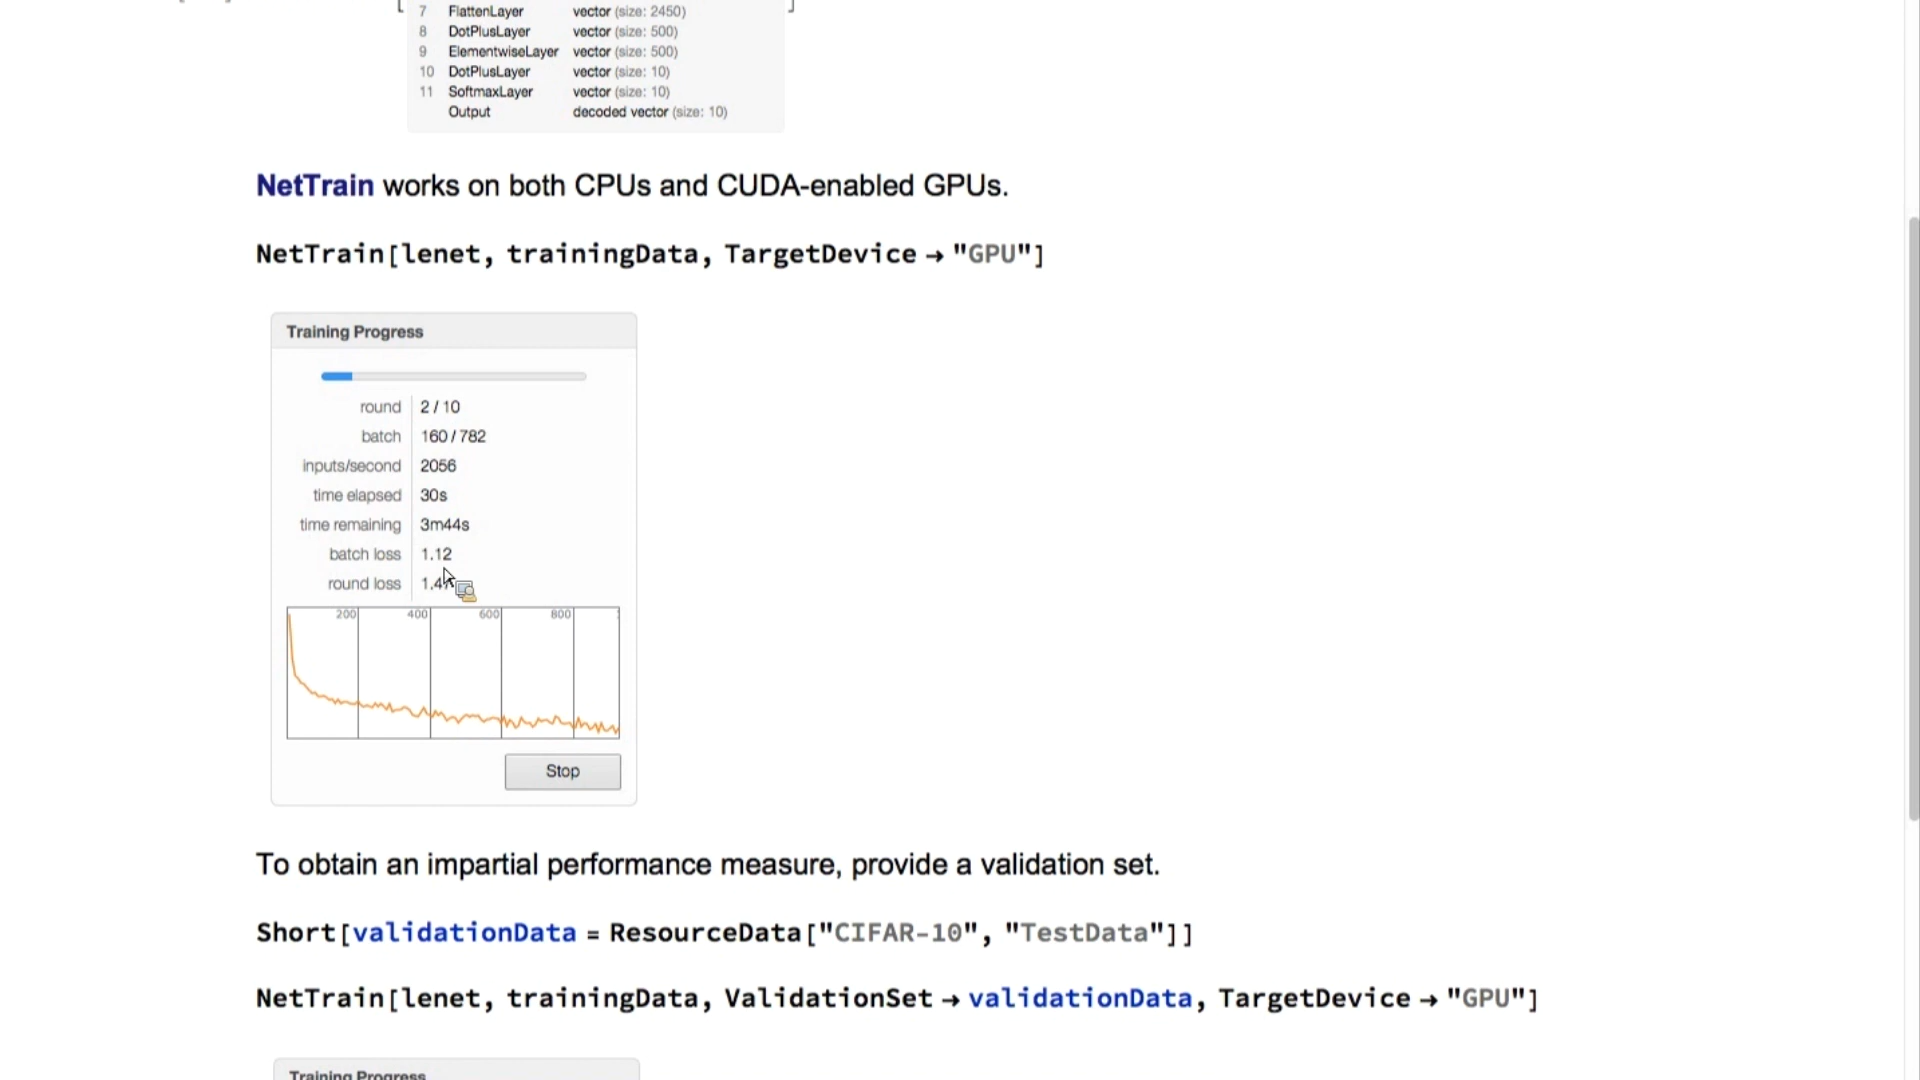 7 FlattenLayer vector (size: 2450)
8 DotPlusLayer vector (size: 500)
9 ElementwiseLayer vector (size: 500)
10 DotPlusLayer vector (size: 10)
11 SoftmaxLayer vector (size: 10)
Output decoded vector (size: 10)
NetTrain works on both CPUs and CUDA-enabled GPUs.
NetTrain[lenet, trainingData, TargetDevice → "GPU"]
Training Progress
round 2 / 10
batch 160 / 782
inputs/second 2056
time elapsed 30s
time remaining 3m44s
batch loss 1.12
round loss
200 400 600 800
Stop
To obtain an impartial performance measure, provide a validation set.
Short[validationData = ResourceData["CIFAR-10", "TestData"]]
NetTrain[lenet, trainingData, ValidationSet → validationData, TargetDevice → "GPU"]
Training Progress